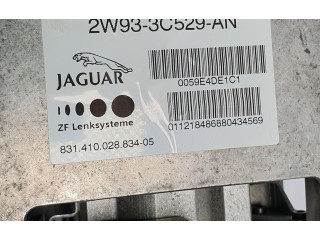 2W93-3C529-AN
JAGUAR
0059E4DE1C1
ZF Lenksysteme
011218486880434569
831.410.028.834-05